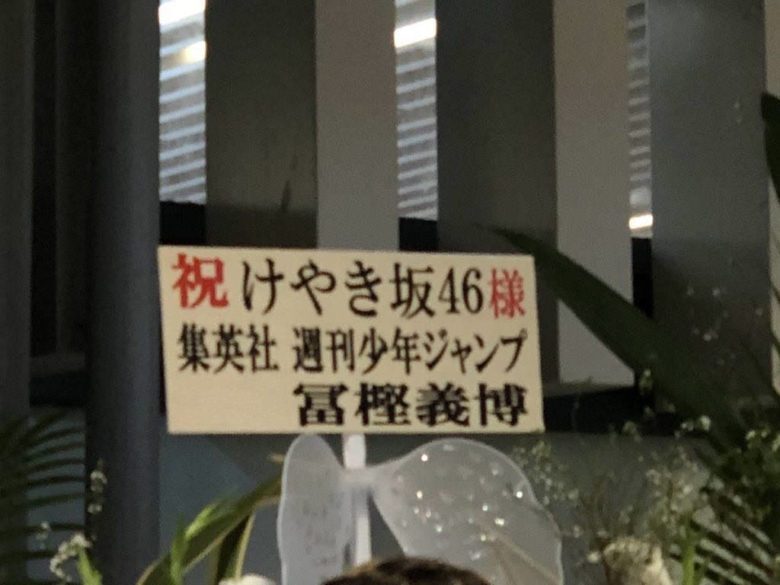 祝 けやき坂46様
集英社 週刊少年ジャンプ
冨樫義博